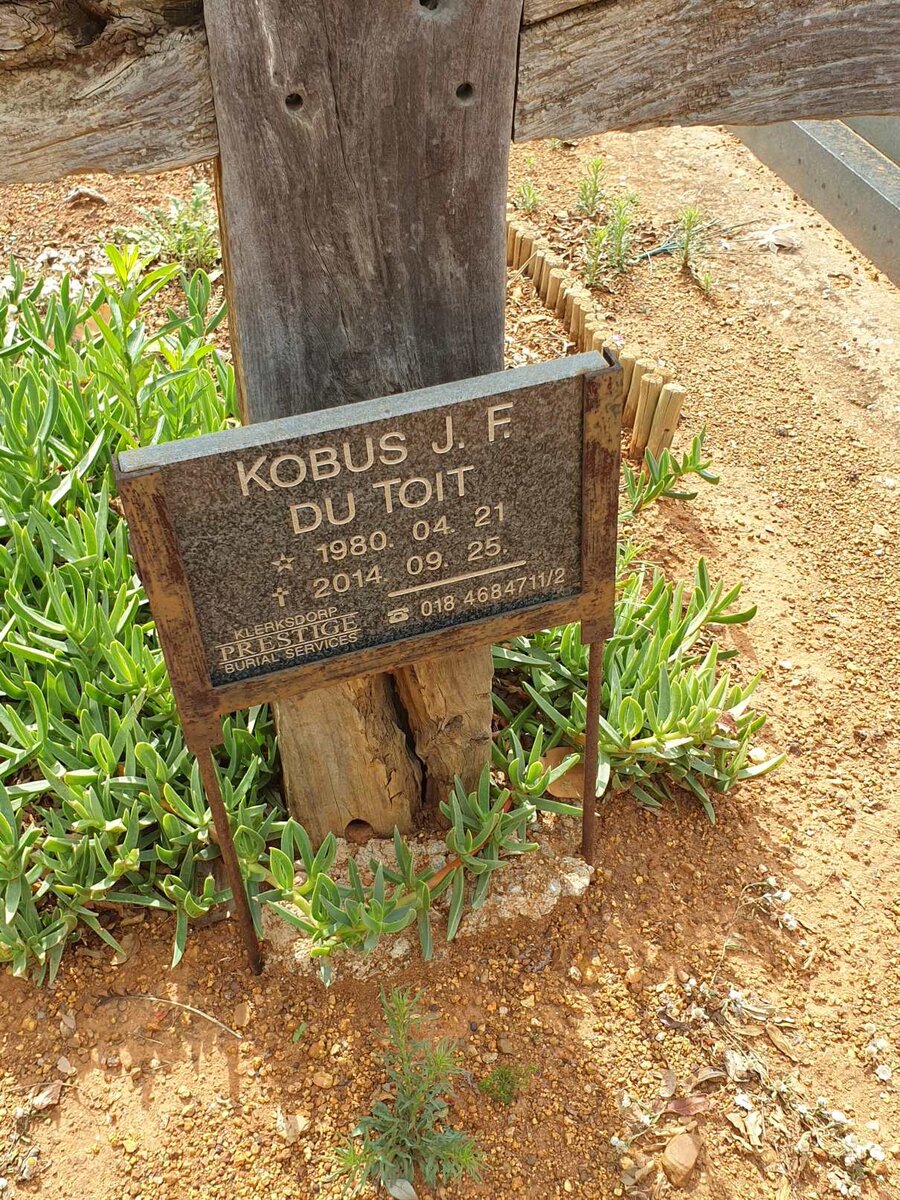 KOBUS J. F.
DU TOIT
☆ 1980. 04. 21
✝ 2014. 09. 25.
KLERKSDORP
PRESTIGE
BURIAL SERVICES
☎ 018 4684711/2